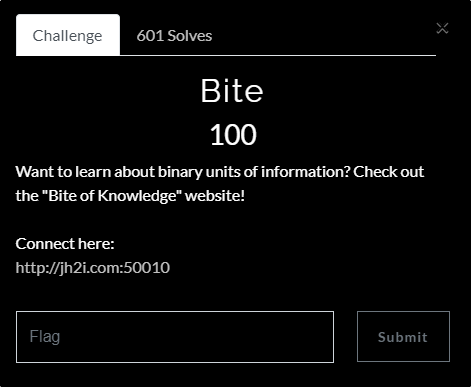 Challenge
601 Solves
Bite
100
Want to learn about binary units of information? Check out
the "Bite of Knowledge" website!
Connect here:
http://jh2i.com:50010
Flag
Submit